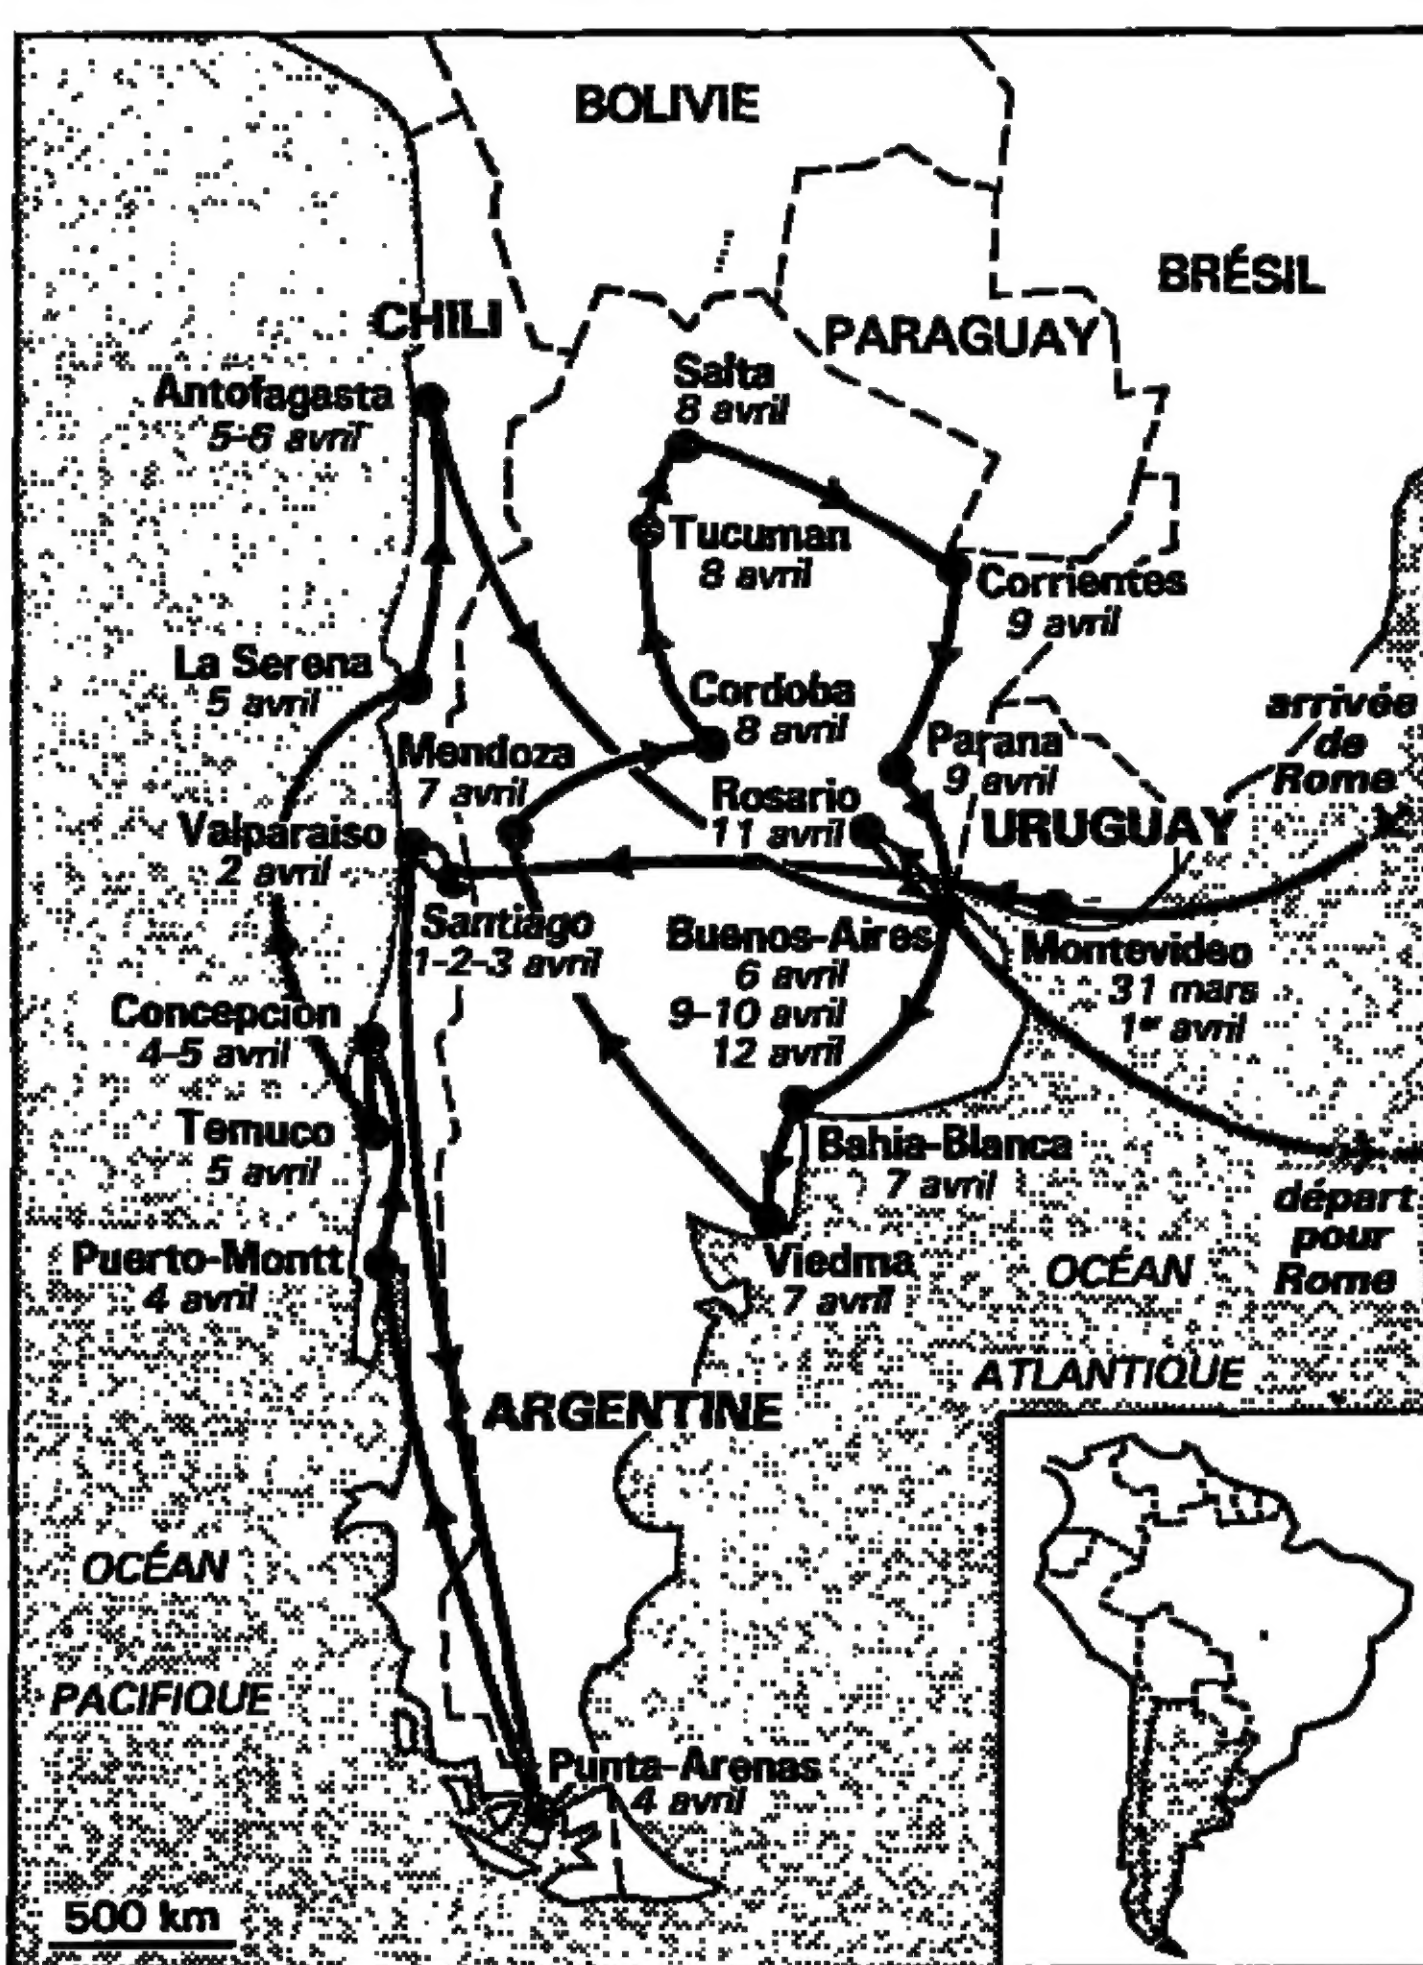 BOLIVIE
BRÉSIL
CHILI
PARAGUAY
Salta
8 avril
Antofagasta
5-6 avril
Tucuman
8 avril
Corrientes
9 avril
La Serena
5 avril
Cordoba
8 avril
arrivée
de
Rome
Mendoza
7 avril
Parana
9 avril
Rosario
11 avril
URUGUAY
Valparaiso
2 avril
Santiago
1-2-3 avril
Buenos-Aires
6 avril
9-10 avril
12 avril
Montevideo
31 mars
1er avril
Concepcion
4-5 avril
Temuco
5 avril
Bahia-Blanca
7 avril
départ
pour
Rome
Puerto-Montt
4 avril
Viedma
7 avril
OCÉAN
ATLANTIQUE
ARGENTINE
OCÉAN
PACIFIQUE
Punta-Arenas
4 avril
500 km